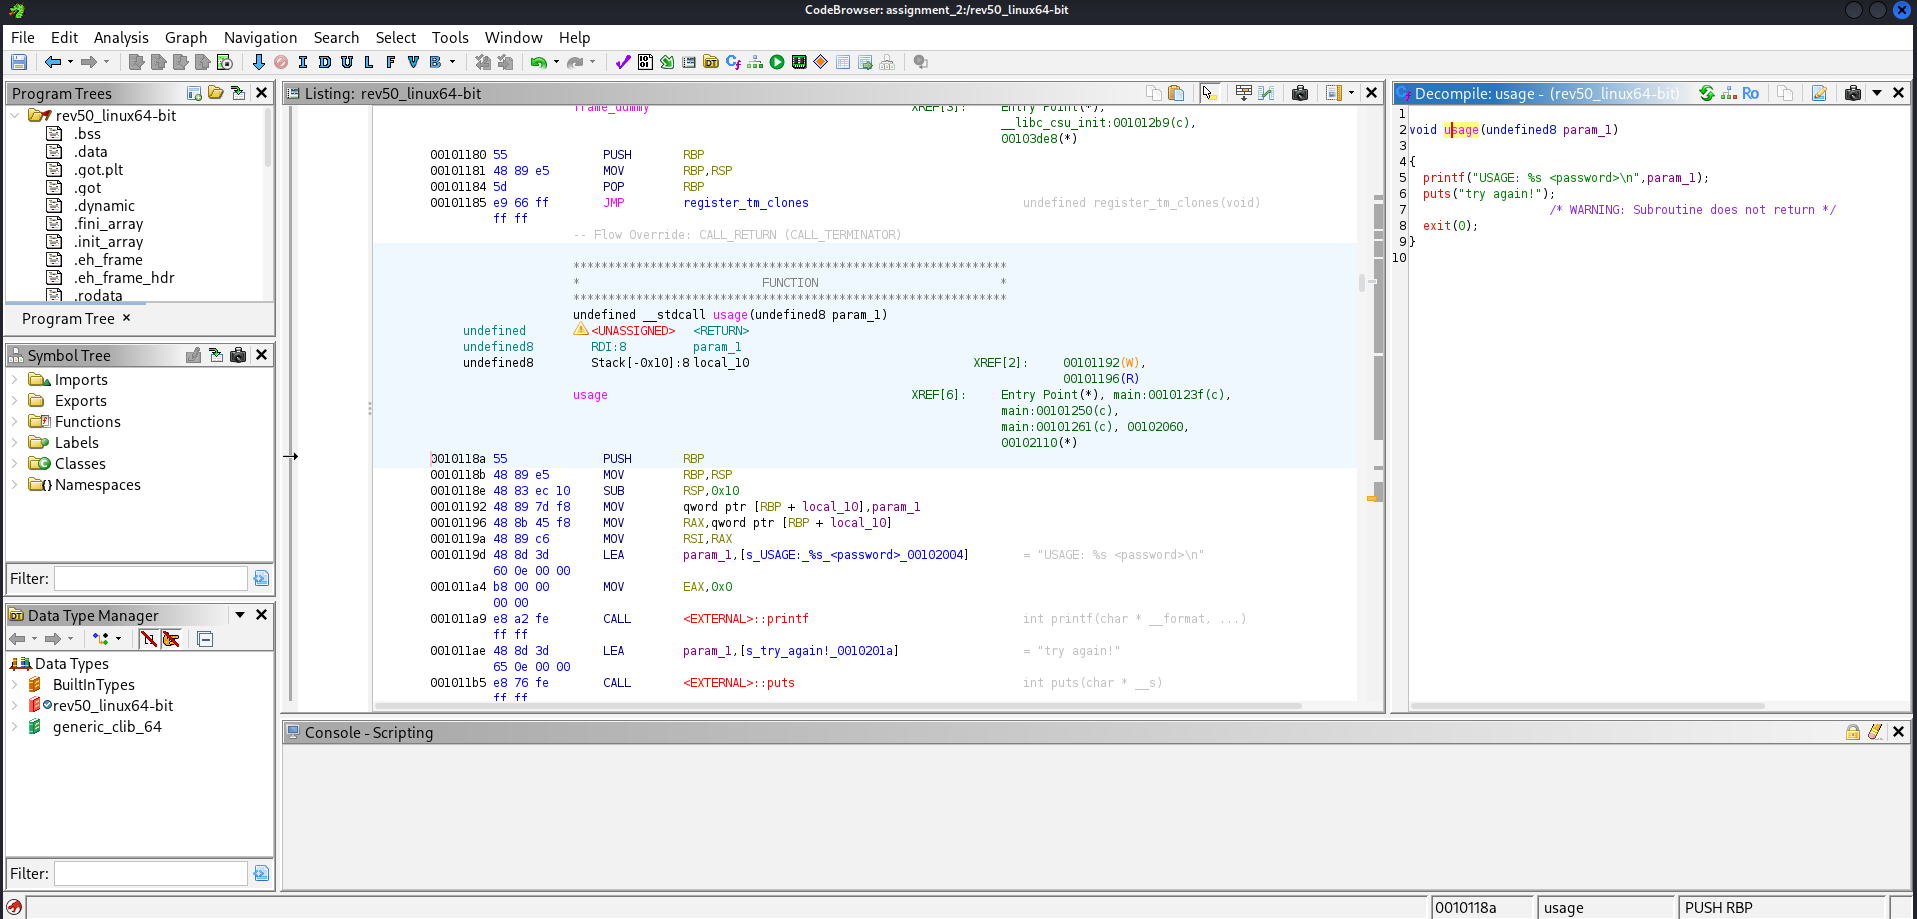 CodeBrowser: assignment_2:/rev50_linux64-bit
File Edit Analysis Graph Navigation Search Select Tools Window Help
I D U L F V B
Program Trees
rev50_linux64-bit
.bss
.data
.got.plt
.got
.dynamic
.fini_array
.init_array
.eh_frame
.eh_frame_hdr
.rodata
Program Tree ×
Symbol Tree
Imports
Exports
Functions
Labels
Classes
Namespaces
Filter:
Data Type Manager
Data Types
BuiltInTypes
rev50_linux64-bit
generic_clib_64
Filter:
Listing: rev50_linux64-bit
frame_dummy XREF[3]: Entry Point(*),
__libc_csu_init:001012b9(c),
00103de8(*)
00101180 55 PUSH RBP
00101181 48 89 e5 MOV RBP,RSP
00101184 5d POP RBP
00101185 e9 66 ff JMP register_tm_clones undefined register_tm_clones(void)
ff ff
-- Flow Override: CALL_RETURN (CALL_TERMINATOR)
**************************************************************
* FUNCTION *
**************************************************************
undefined __stdcall usage(undefined8 param_1)
undefined <UNASSIGNED> <RETURN>
undefined8 RDI:8 param_1
undefined8 Stack[-0x10]:8 local_10 XREF[2]: 00101192(W),
00101196(R)
usage XREF[6]: Entry Point(*), main:0010123f(c),
main:00101250(c),
main:00101261(c), 00102060,
00102110(*)
0010118a 55 PUSH RBP
0010118b 48 89 e5 MOV RBP,RSP
0010118e 48 83 ec 10 SUB RSP,0x10
00101192 48 89 7d f8 MOV qword ptr [RBP + local_10],param_1
00101196 48 8b 45 f8 MOV RAX,qword ptr [RBP + local_10]
0010119a 48 89 c6 MOV RSI,RAX
0010119d 48 8d 3d LEA param_1,[s_USAGE:_%s_<password>_00102004] = "USAGE: %s <password>\n"
60 0e 00 00
001011a4 b8 00 00 MOV EAX,0x0
00 00
001011a9 e8 a2 fe CALL <EXTERNAL>::printf int printf(char * __format, ...)
ff ff
001011ae 48 8d 3d LEA param_1,[s_try_again!_0010201a] = "try again!"
65 0e 00 00
001011b5 e8 76 fe CALL <EXTERNAL>::puts int puts(char * __s)
ff ff
Decompile: usage - (rev50_linux64-bit)
Ro
1
2 void usage(undefined8 param_1)
3
4 {
5 printf("USAGE: %s <password>\n",param_1);
6 puts("try again!");
7 /* WARNING: Subroutine does not return */
8 exit(0);
9 }
10
Console - Scripting
0010118a usage PUSH RBP